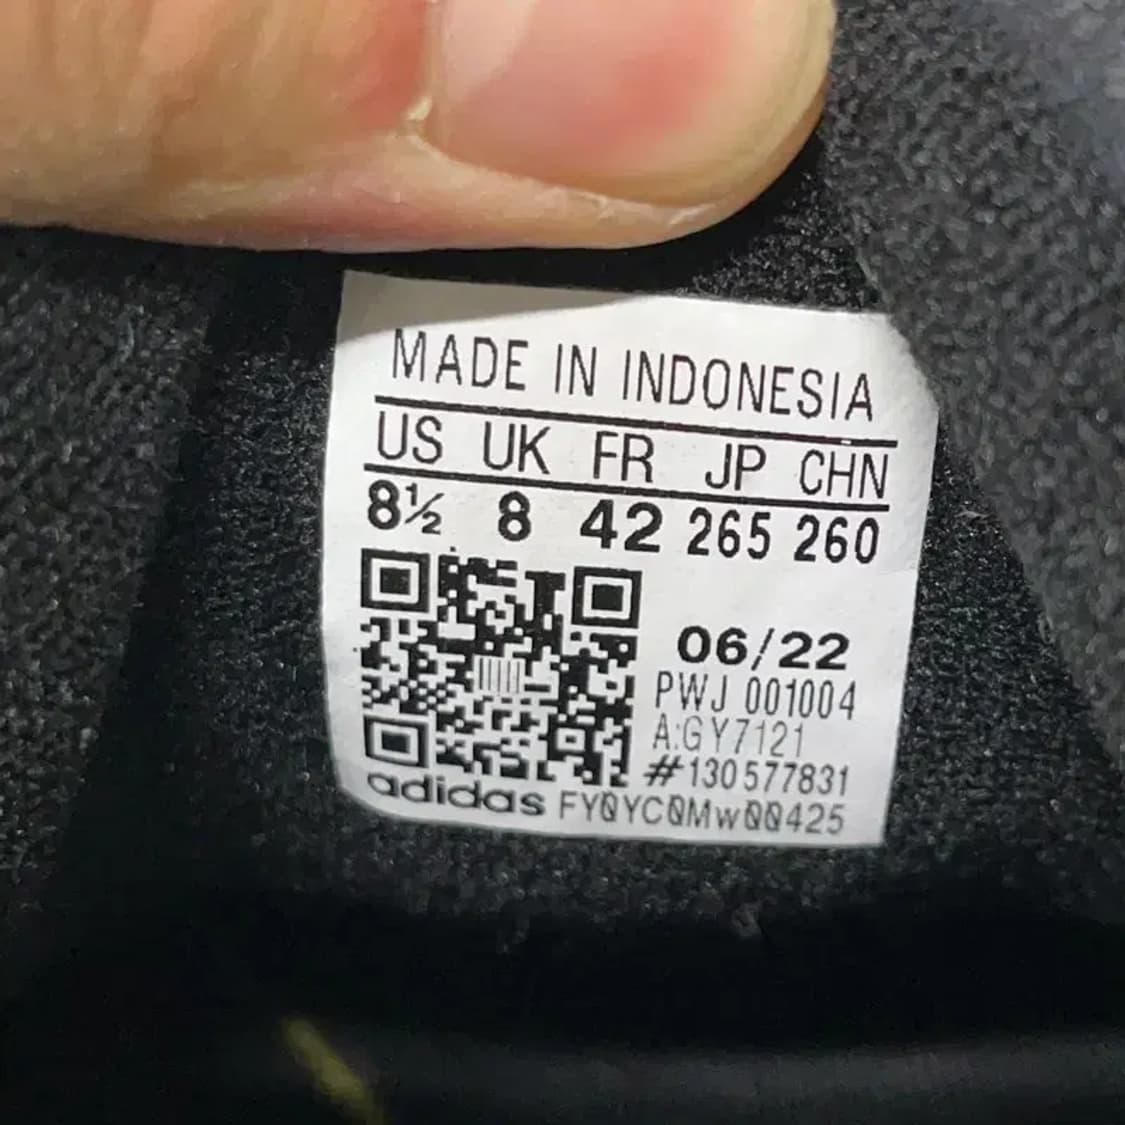 MADE IN INDONESIA
US UK FR JP CHN
8½ 8 42 265 260
06/22
PWJ 001004
A:GY7121
#130577831
adidas FY0YC0Mw00425